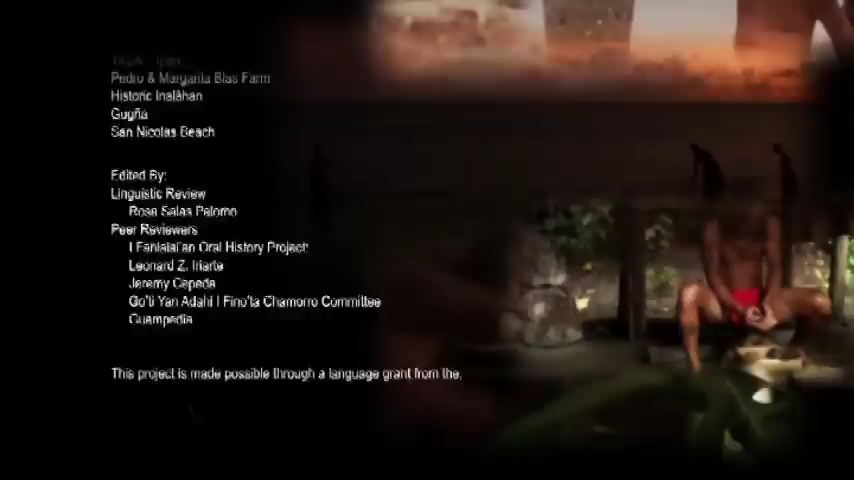 Pedro & Margarita Blas Farm
Historic Inalåhan
Gugña
San Nicolas Beach
Edited By:
Linguistic Review
Rosa Salas Palomo
Peer Reviewers
I Fanlalai'an Oral History Project
Leonard Z. Iriarte
Jeremy Cepeda
Go'ti Yan Adahi I Fino'ta Chamorro Committee
Guampedia
This project is made possible through a language grant from the,